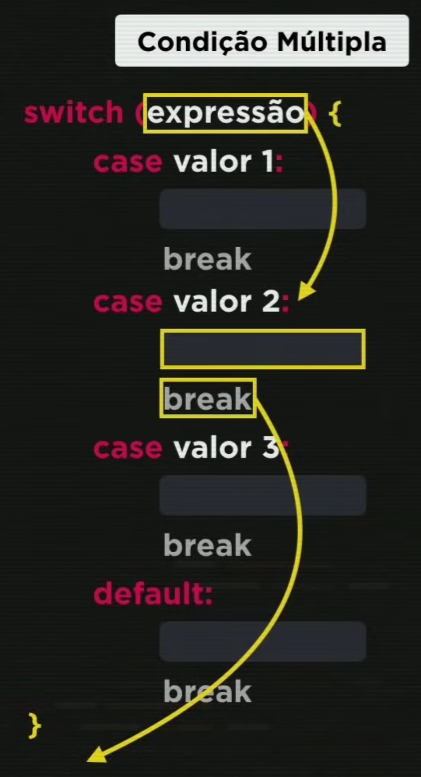 Condição Múltipla
switch (expressão) {
case valor 1:
break
case valor 2:
break
case valor 3:
break
default:
break
}